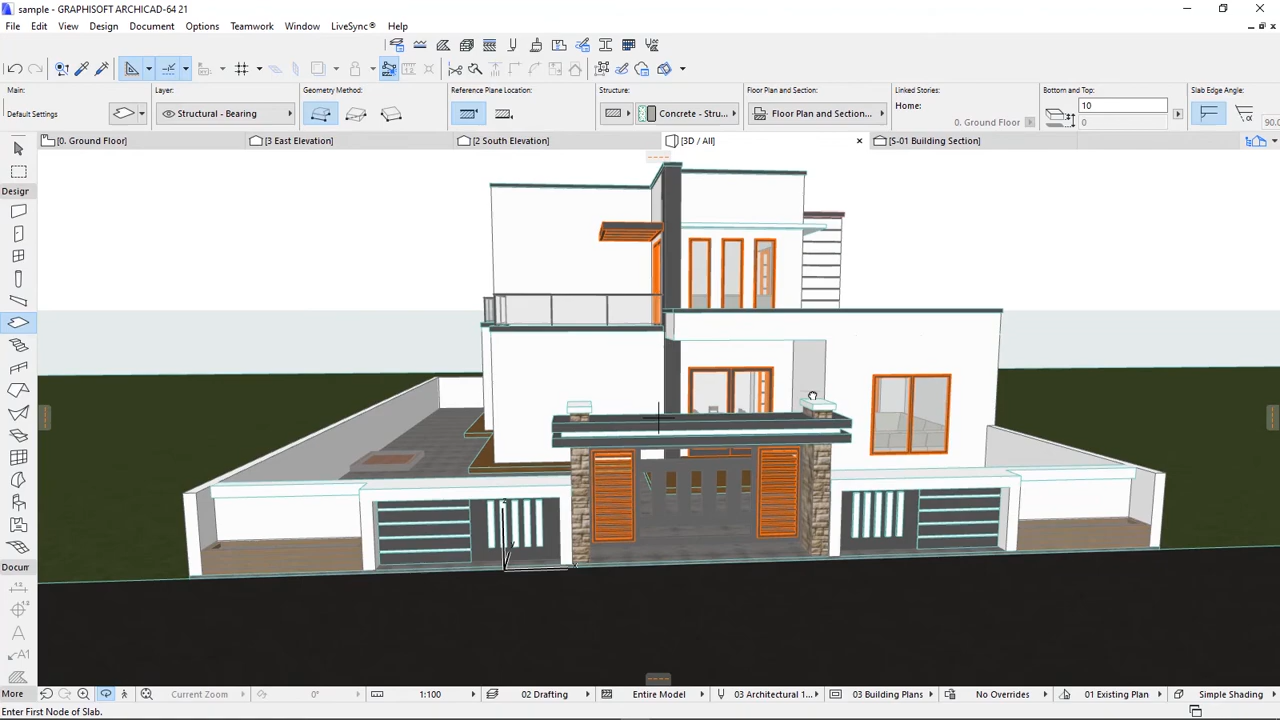 sample - GRAPHISOFT ARCHICAD-64 21
File Edit View Design Document Options Teamwork Window LiveSync® Help
Main: Layer: Geometry Method: Reference Plane Location: Structure: Floor Plan and Section: Linked Stories: Bottom and Top: Slab Edge Angle:
Default Settings Structural - Bearing Concrete - Stru... Floor Plan and Section... Home: 10
0. Ground Floor 0 90.0
[0. Ground Floor] [3 East Elevation] [2 South Elevation] [3D / All] [S-01 Building Section]
Design
Docum
More Current Zoom 0° 1:100 02 Drafting Entire Model 03 Architectural 1... 03 Building Plans No Overrides 01 Existing Plan Simple Shading
Enter First Node of Slab.